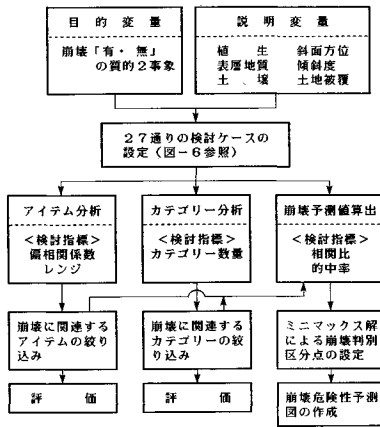 目的変量
崩壊「有・無」
の質的2事象
説明変量
植生 斜面方位
表層地質 傾斜度
土、壌 土地被覆
27通りの検討ケースの
設定(図-6参照)
アイテム分析
<検討指標>
偏相関係数
レンジ
カテゴリー分析
<検討指標>
カテゴリー数量
崩壊予測値算出
<検討指標>
相関比
的中率
崩壊に関連する
アイテムの絞り
込み
崩壊に関連する
カテゴリーの絞
り込み
ミニマックス解
による崩壊判別
区分点の設定
評価
評価
崩壊危険性予測
図の作成